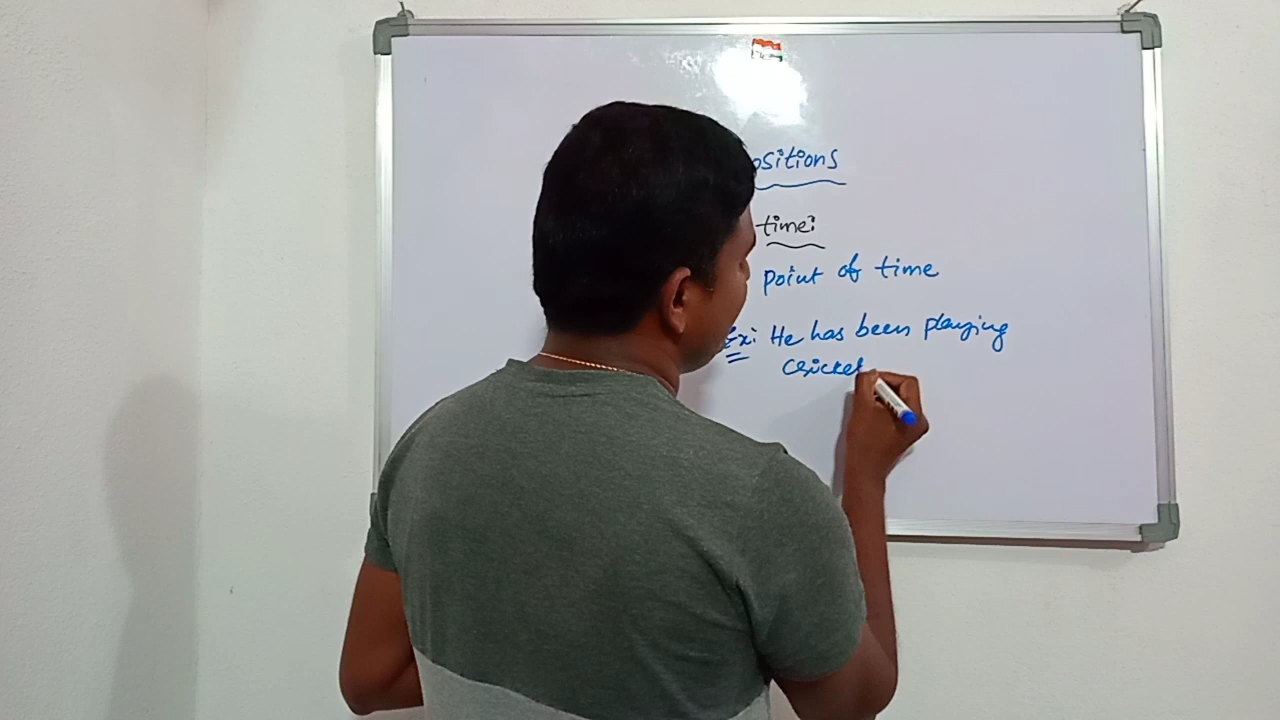 ositions
time:
point of time
Ex: He has been playing
cricket